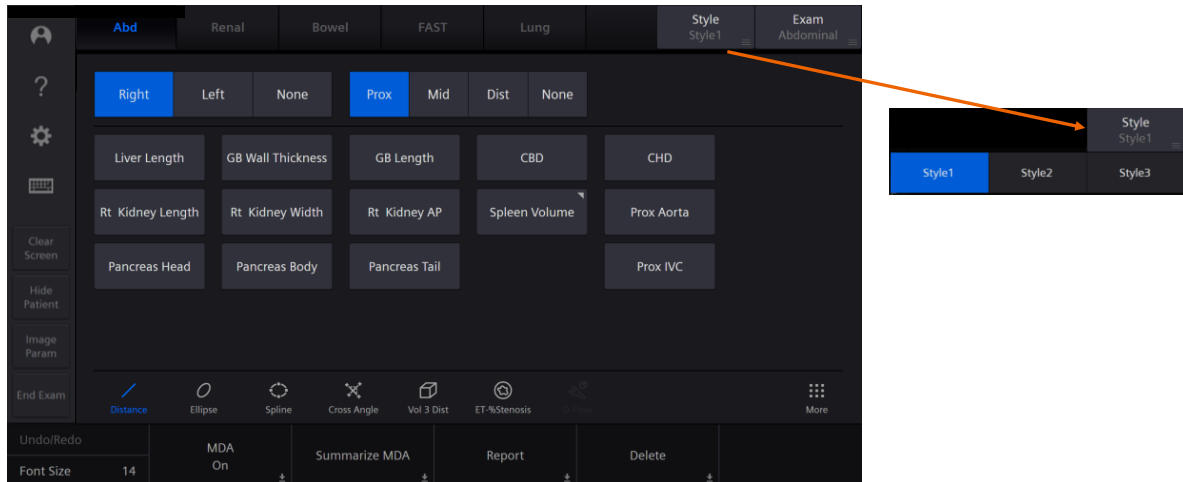 Abd Renal Bowel FAST Lung Style Exam
Style1 Abdominal
?
Right Left None Prox Mid Dist None
Style
Style1
Style1 Style2 Style3
Liver Length GB Wall Thickness GB Length CBD CHD
Rt Kidney Length Rt Kidney Width Rt Kidney AP Spleen Volume Prox Aorta
Clear
Screen
Pancreas Head Pancreas Body Pancreas Tail Prox IVC
Hide
Patient
Image
Param
End Exam
Distance Ellipse Spline Cross Angle Vol 3 Dist ET-%Stenosis More
Undo/Redo
MDA
On
Summarize MDA Report Delete
Font Size 14